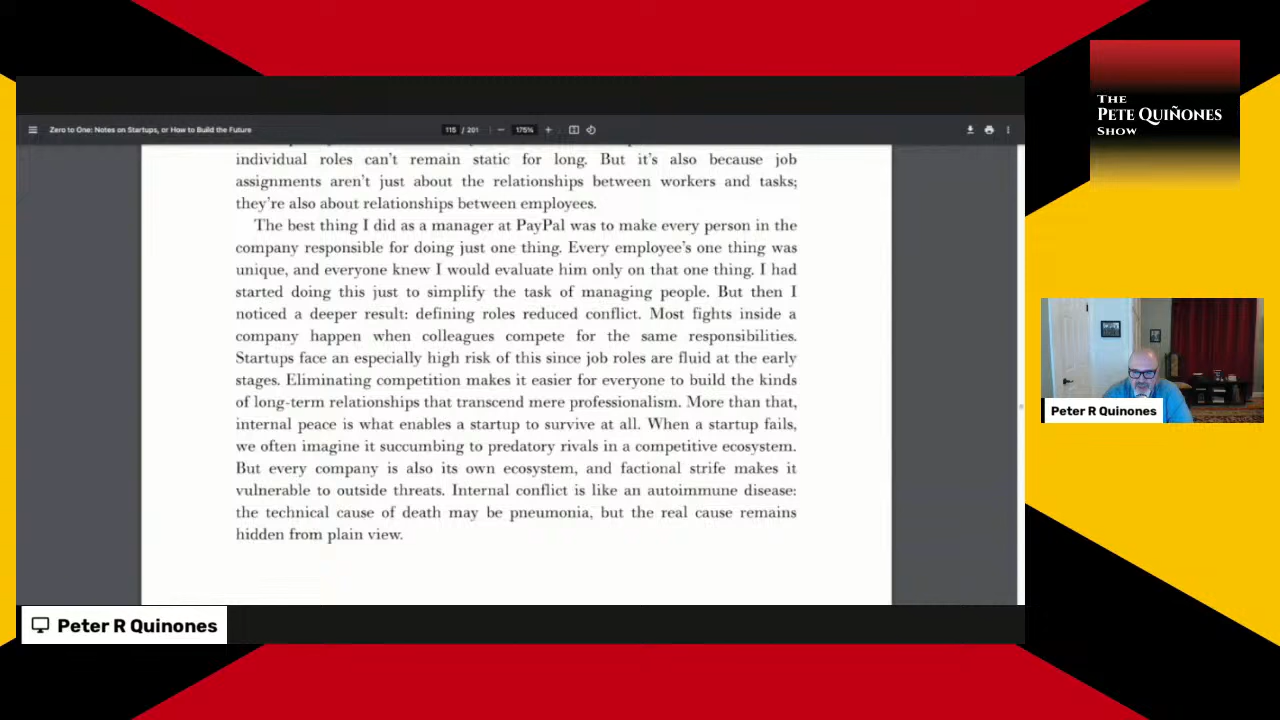 THE
PETE QUIÑONES
SHOW
Zero to One: Notes on Startups, or How to Build the Future
115 / 201
175%
individual roles can't remain static for long. But it's also because job
assignments aren't just about the relationships between workers and tasks;
they're also about relationships between employees.
The best thing I did as a manager at PayPal was to make every person in the
company responsible for doing just one thing. Every employee's one thing was
unique, and everyone knew I would evaluate him only on that one thing. I had
started doing this just to simplify the task of managing people. But then I
noticed a deeper result: defining roles reduced conflict. Most fights inside a
company happen when colleagues compete for the same responsibilities.
Startups face an especially high risk of this since job roles are fluid at the early
stages. Eliminating competition makes it easier for everyone to build the kinds
of long-term relationships that transcend mere professionalism. More than that,
internal peace is what enables a startup to survive at all. When a startup fails,
we often imagine it succumbing to predatory rivals in a competitive ecosystem.
But every company is also its own ecosystem, and factional strife makes it
vulnerable to outside threats. Internal conflict is like an autoimmune disease:
the technical cause of death may be pneumonia, but the real cause remains
hidden from plain view.
Peter R Quinones
Peter R Quinones